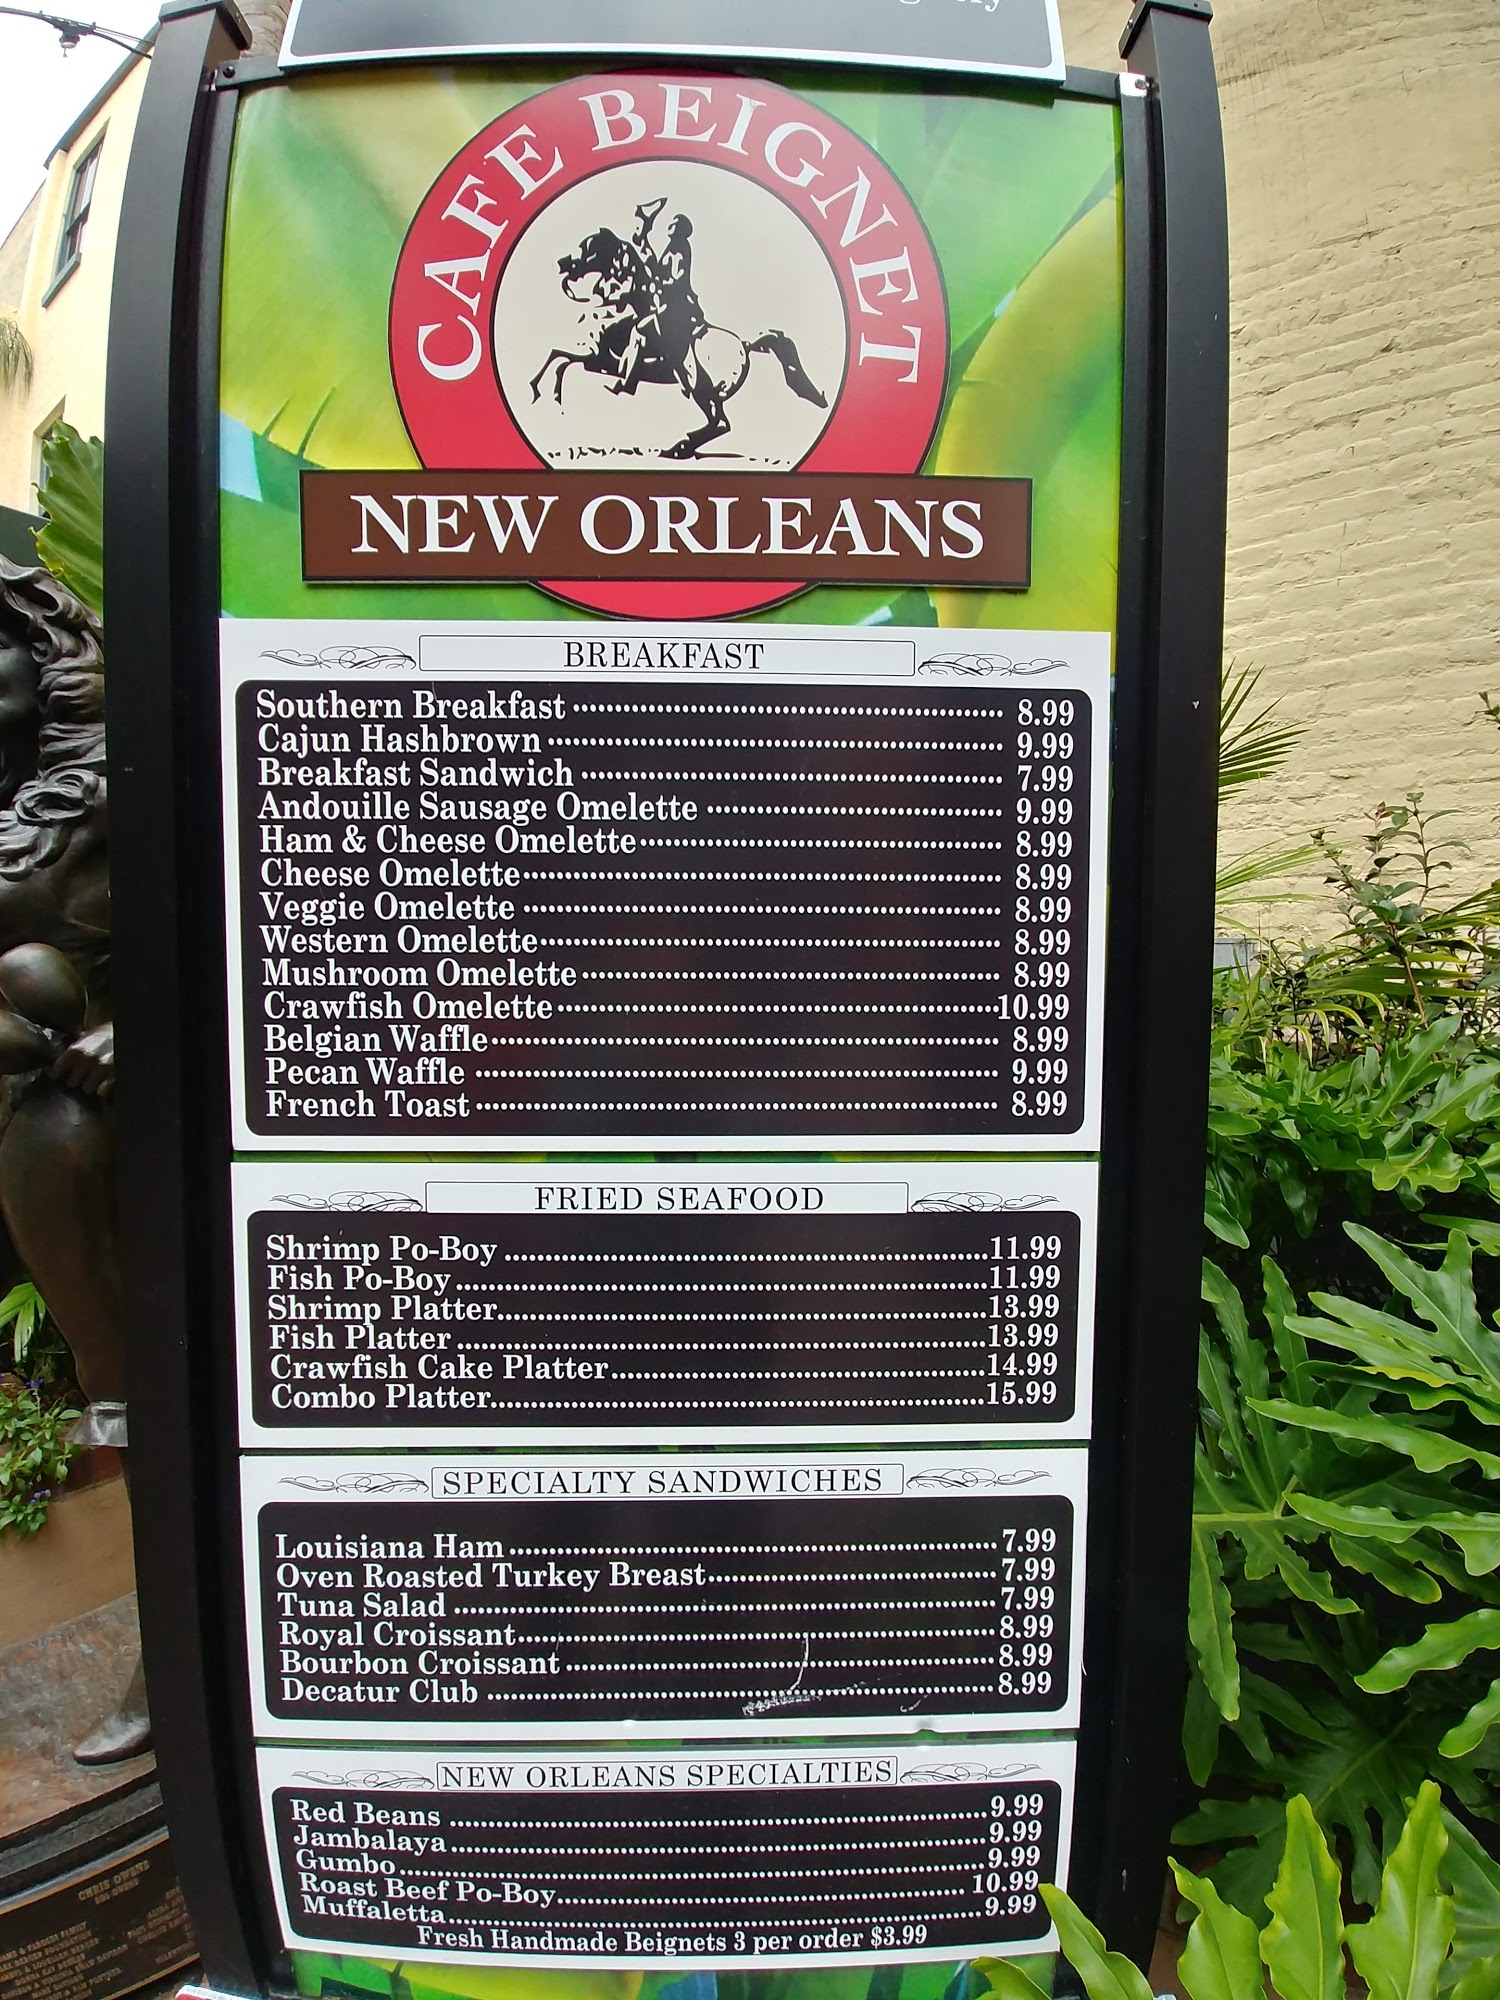 CAFE BEIGNET
NEW ORLEANS
BREAKFAST
Southern Breakfast 8.99
Cajun Hashbrown 9.99
Breakfast Sandwich 7.99
Andouille Sausage Omelette 9.99
Ham & Cheese Omelette 8.99
Cheese Omelette 8.99
Veggie Omelette 8.99
Western Omelette 8.99
Mushroom Omelette 8.99
Crawfish Omelette 10.99
Belgian Waffle 8.99
Pecan Waffle 9.99
French Toast 8.99
FRIED SEAFOOD
Shrimp Po-Boy 11.99
Fish Po-Boy 11.99
Shrimp Platter 13.99
Fish Platter 13.99
Crawfish Cake Platter 14.99
Combo Platter 15.99
SPECIALTY SANDWICHES
Louisiana Ham 7.99
Oven Roasted Turkey Breast 7.99
Tuna Salad 7.99
Royal Croissant 8.99
Bourbon Croissant 8.99
Decatur Club 8.99
NEW ORLEANS SPECIALTIES
Red Beans 9.99
Jambalaya 9.99
Gumbo 9.99
Roast Beef Po-Boy 10.99
Muffaletta 9.99
Fresh Handmade Beignets 3 per order $3.99
CHRIS OWENS